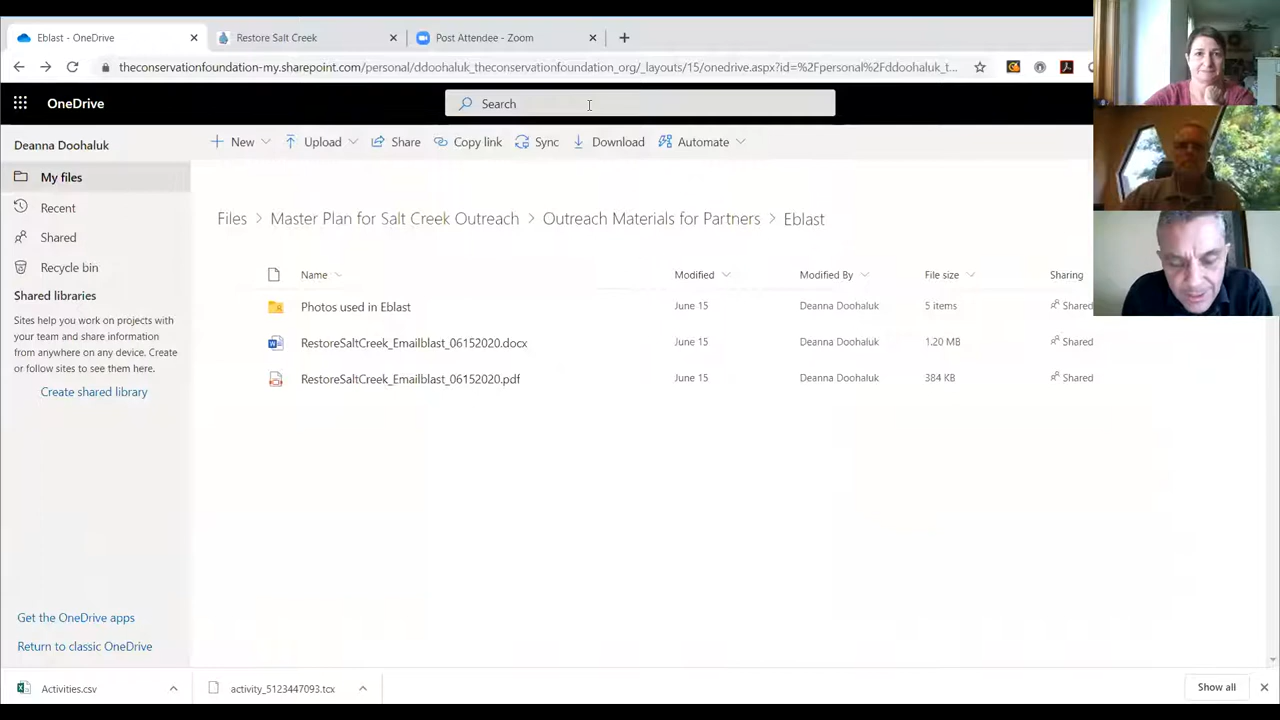 Eblast - OneDrive
Restore Salt Creek
Post Attendee - Zoom
theconservationfoundation-my.sharepoint.com/personal/ddoohaluk_theconservationfoundation_org/_layouts/15/onedrive.aspx?id=%2Fpersonal%2Fddoohaluk_t...
OneDrive
Search
Deanna Doohaluk
New
Upload
Share
Copy link
Sync
Download
Automate
My files
Recent
Shared
Recycle bin
Shared libraries
Sites help you work on projects with
your team and share information
from anywhere on any device. Create
or follow sites to see them here.
Create shared library
Get the OneDrive apps
Return to classic OneDrive
Files > Master Plan for Salt Creek Outreach > Outreach Materials for Partners > Eblast
Name Modified Modified By File size Sharing
Photos used in Eblast June 15 Deanna Doohaluk 5 items Shared
RestoreSaltCreek_Emailblast_06152020.docx June 15 Deanna Doohaluk 1.20 MB Shared
RestoreSaltCreek_Emailblast_06152020.pdf June 15 Deanna Doohaluk 384 KB Shared
Activities.csv
activity_5123447093.tcx
Show all